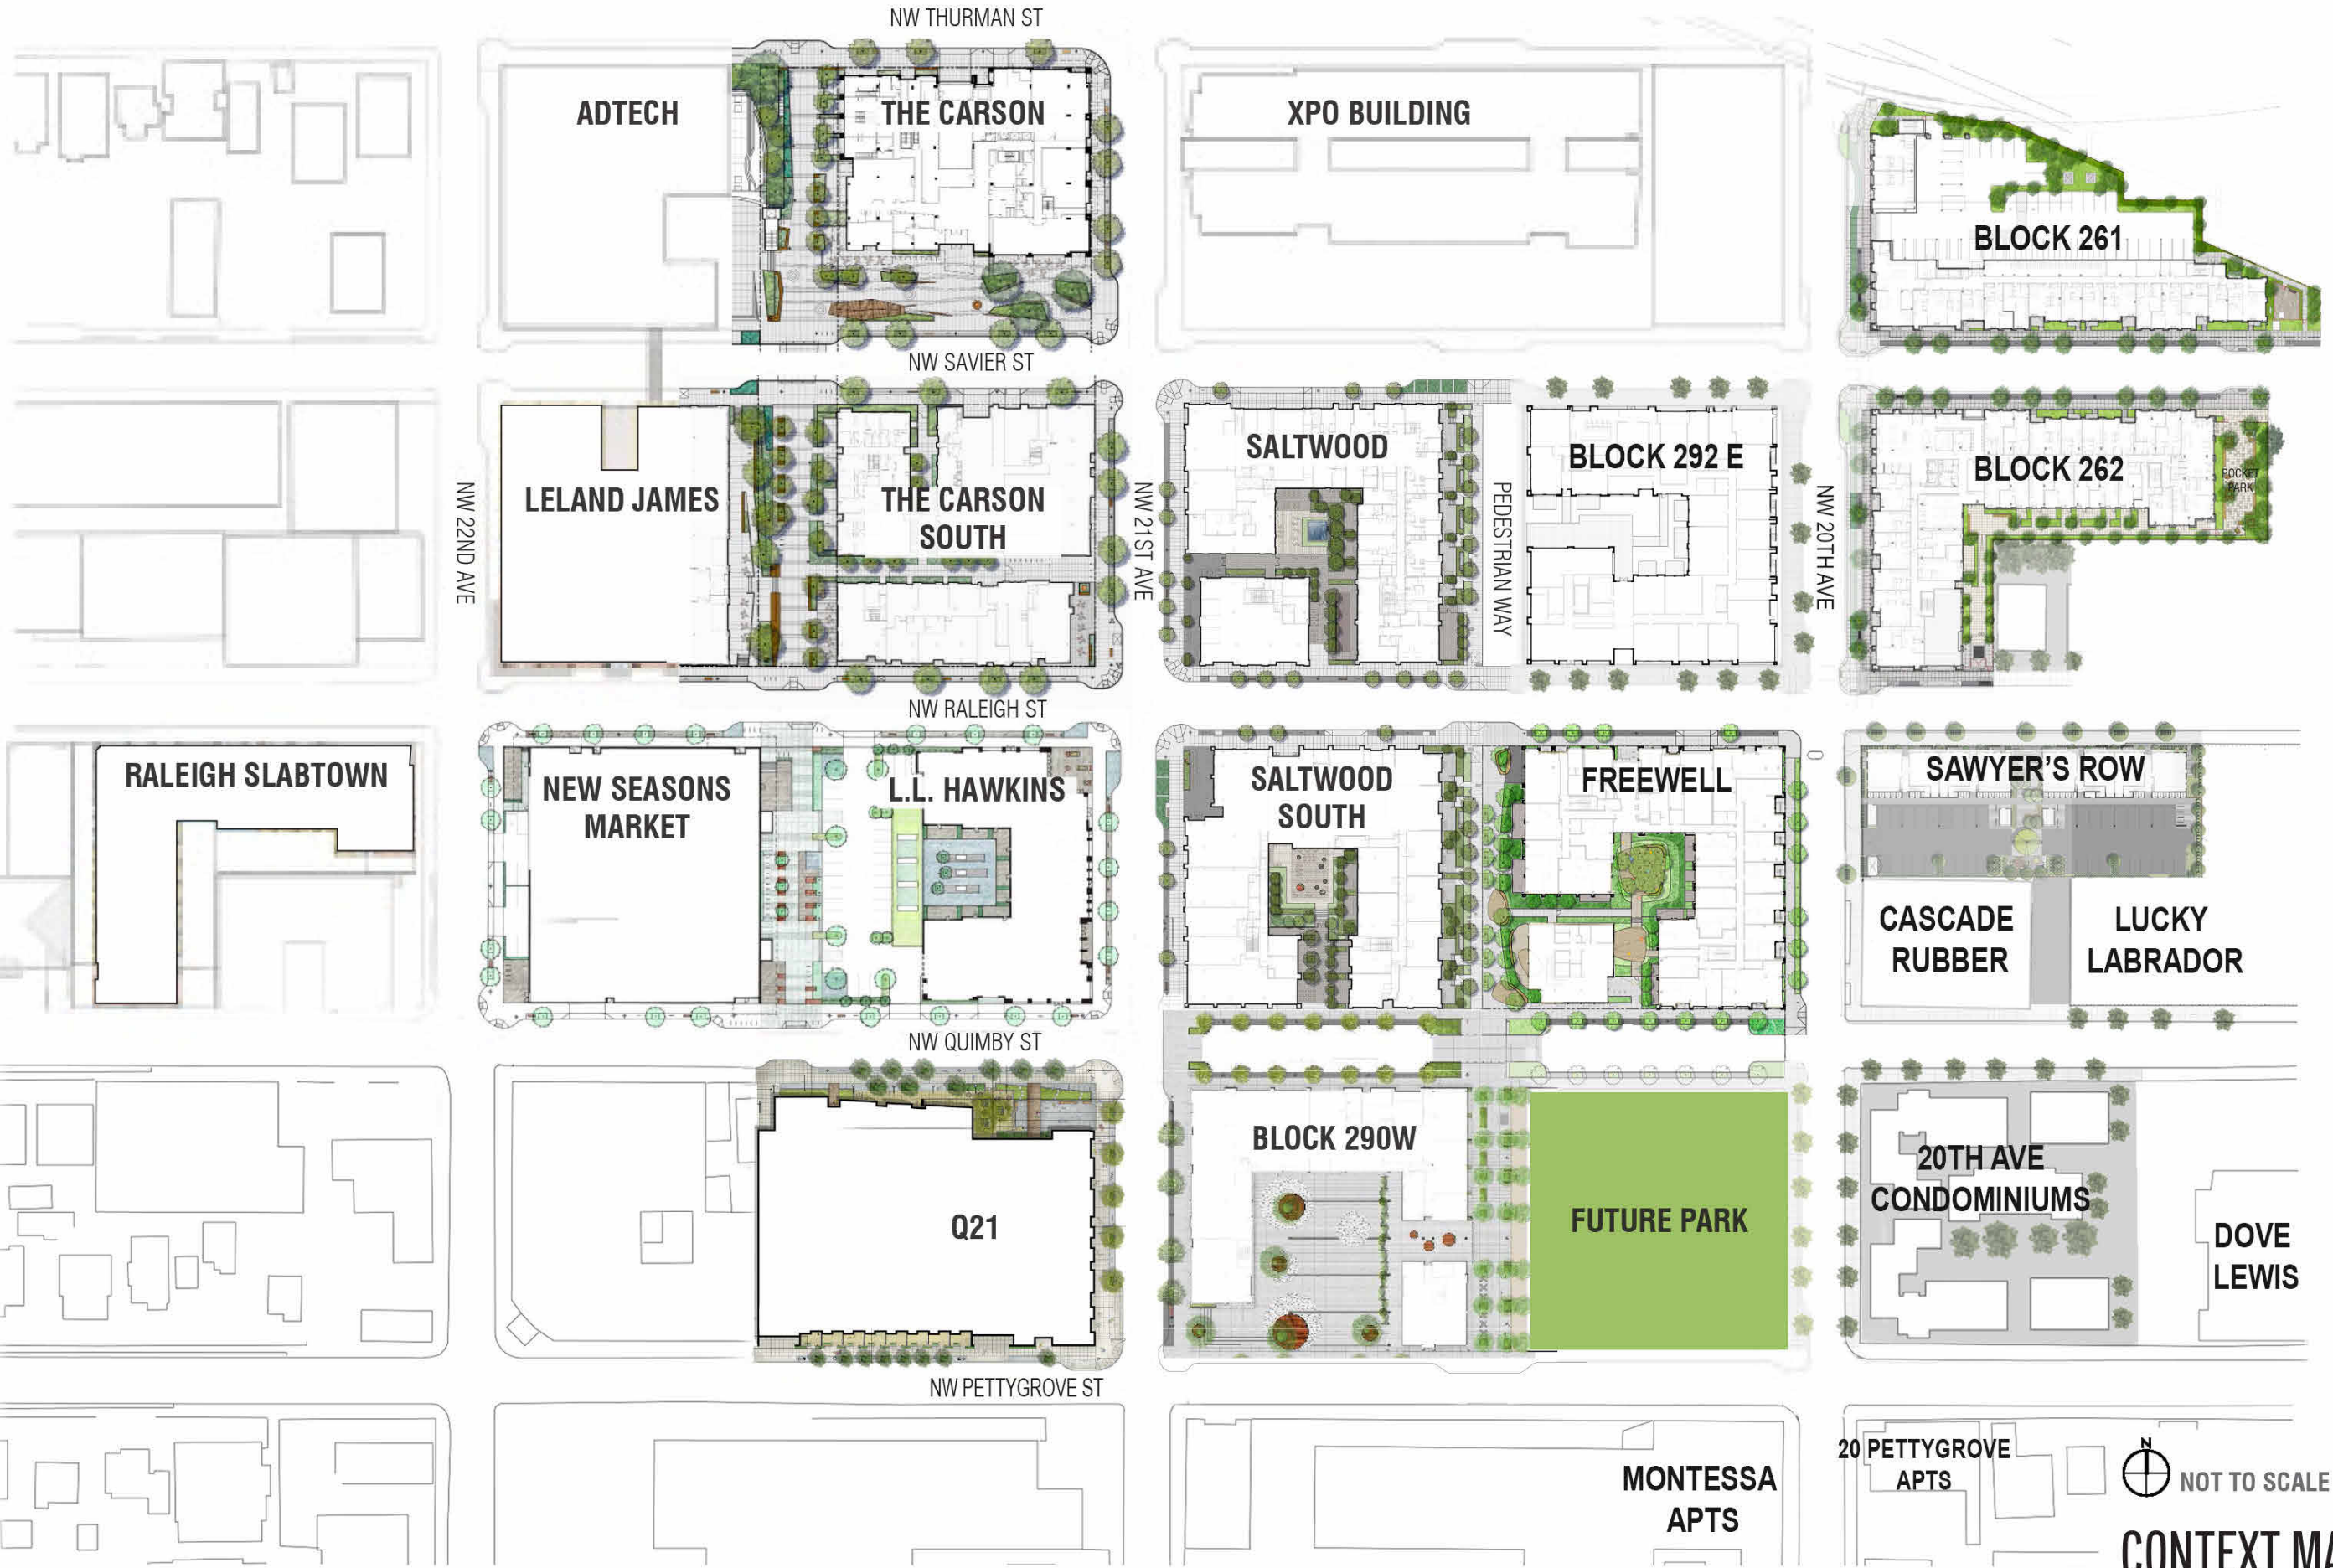 NW THURMAN ST
ADTECH
THE CARSON
XPO BUILDING
BLOCK 261
NW SAVIER ST
LELAND JAMES
THE CARSON
SOUTH
SALTWOOD
BLOCK 292 E
BLOCK 262
POCKET
PARK
NW 22ND AVE
NW 21ST AVE
PEDESTRIAN WAY
NW 20TH AVE
NW RALEIGH ST
RALEIGH SLABTOWN
NEW SEASONS
MARKET
L.L. HAWKINS
SALTWOOD
SOUTH
FREEWELL
SAWYER'S ROW
CASCADE
RUBBER
LUCKY
LABRADOR
NW QUIMBY ST
Q21
BLOCK 290W
FUTURE PARK
20TH AVE
CONDOMINIUMS
DOVE
LEWIS
NW PETTYGROVE ST
MONTESSA
APTS
20 PETTYGROVE
APTS
N
NOT TO SCALE
CONTEXT MA